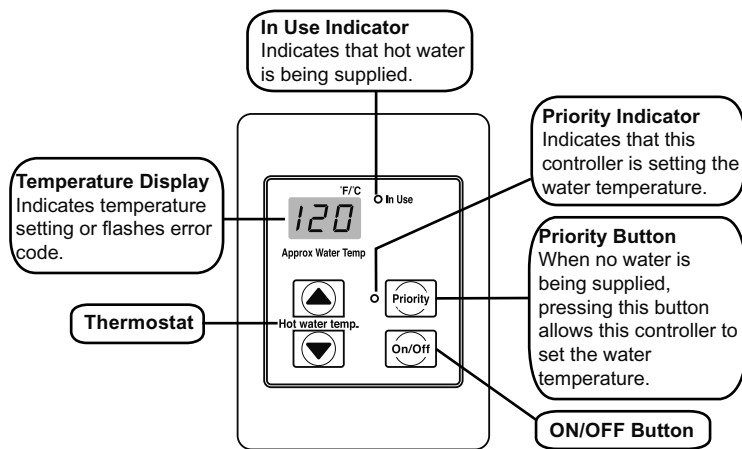 In Use Indicator
Indicates that hot water
is being supplied.
Priority Indicator
Indicates that this
controller is setting the
water temperature.
Temperature Display
Indicates temperature
setting or flashes error
code.
°F/°C
120
In Use
Approx Water Temp
Priority Button
When no water is
being supplied,
pressing this button
allows this controller to
set the water
temperature.
Priority
Thermostat
Hot water temp.
On/Off
ON/OFF Button